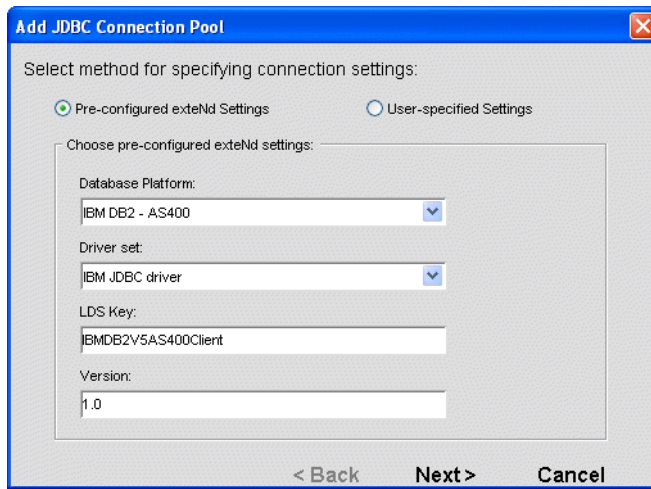 Add JDBC Connection Pool
Select method for specifying connection settings:
Pre-configured exteNd Settings
User-specified Settings
Choose pre-configured exteNd settings:
Database Platform:
IBM DB2 - AS400
Driver set:
IBM JDBC driver
LDS Key:
IBMDB2V5AS400Client
Version:
1.0
< Back Next > Cancel